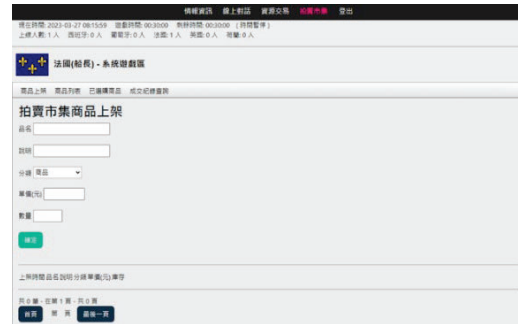 情報資訊 線上對話 資源交易 拍賣市集 登出
現在時間: 2023-03-27 08:15:59 遊戲時間: 00:30:00 剩餘時間: 00:30:00 (時間暫停)
上線人數: 1 人 西班牙: 0 人 葡萄牙: 0 人 法國: 1 人 英國: 0 人 荷蘭: 0 人
法國(船長) - 系統遊戲區
商品上架 商品列表 已選購商品 成交紀錄查詢
拍賣市集商品上架
品名
說明
分類 商品
單價(元)
數量
確定
上架時間 品名 說明 分類 單價(元) 庫存
共 0 筆 - 在第 1 頁 - 共 0 頁
首頁 最後一頁